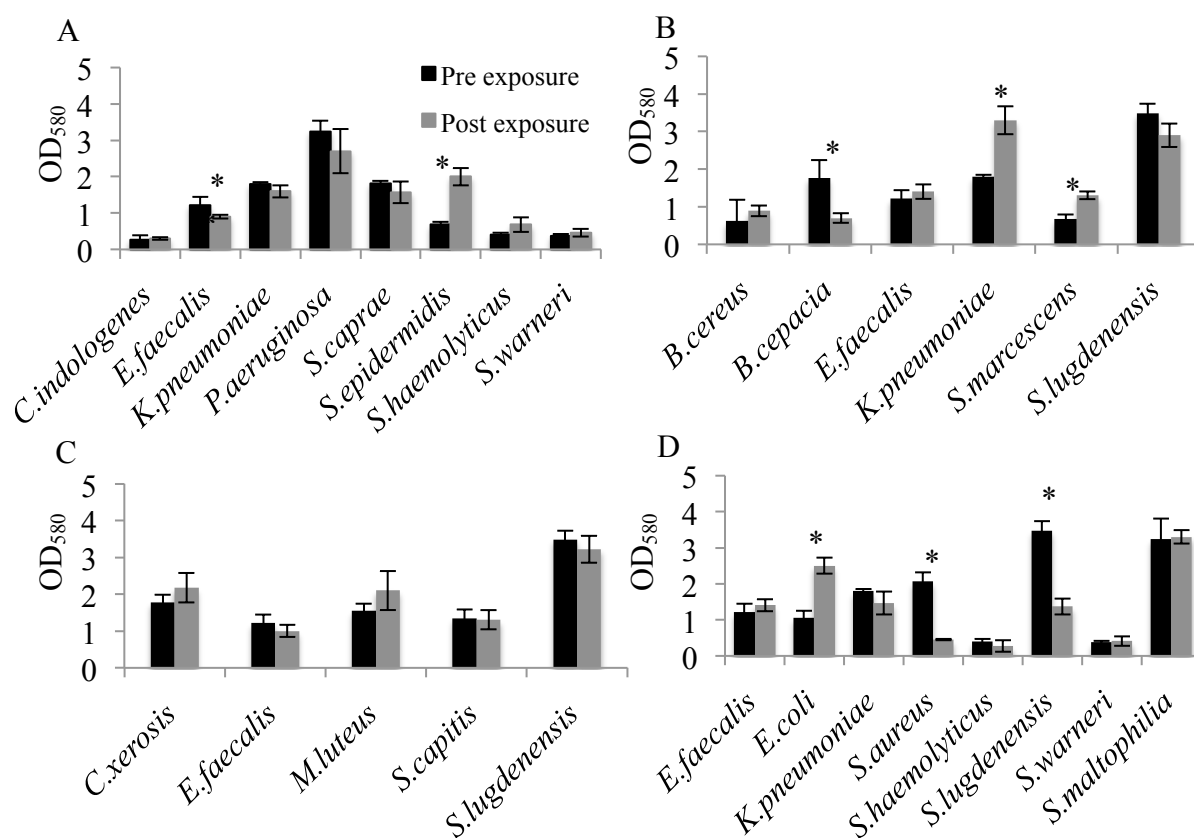 A
5
4
3
2
1
0
OD580
Pre exposure
Post exposure
*
*
C.indologenes
E.faecalis
K.pneumoniae
P.aeruginosa
S.caprae
S.epidermidis
S.haemolyticus
S.warneri
B
5
4
3
2
1
0
OD580
*
*
*
B.cereus
B.cepacia
E.faecalis
K.pneumoniae
S.marcescens
S.lugdenensis
C
5
4
3
2
1
0
OD580
C.xerosis
E.faecalis
M.luteus
S.capitis
S.lugdenensis
D
5
4
3
2
1
0
OD580
*
*
*
E.faecalis
E.coli
K.pneumoniae
S.aureus
S.haemolyticus
S.lugdenensis
S.warneri
S.maltophilia